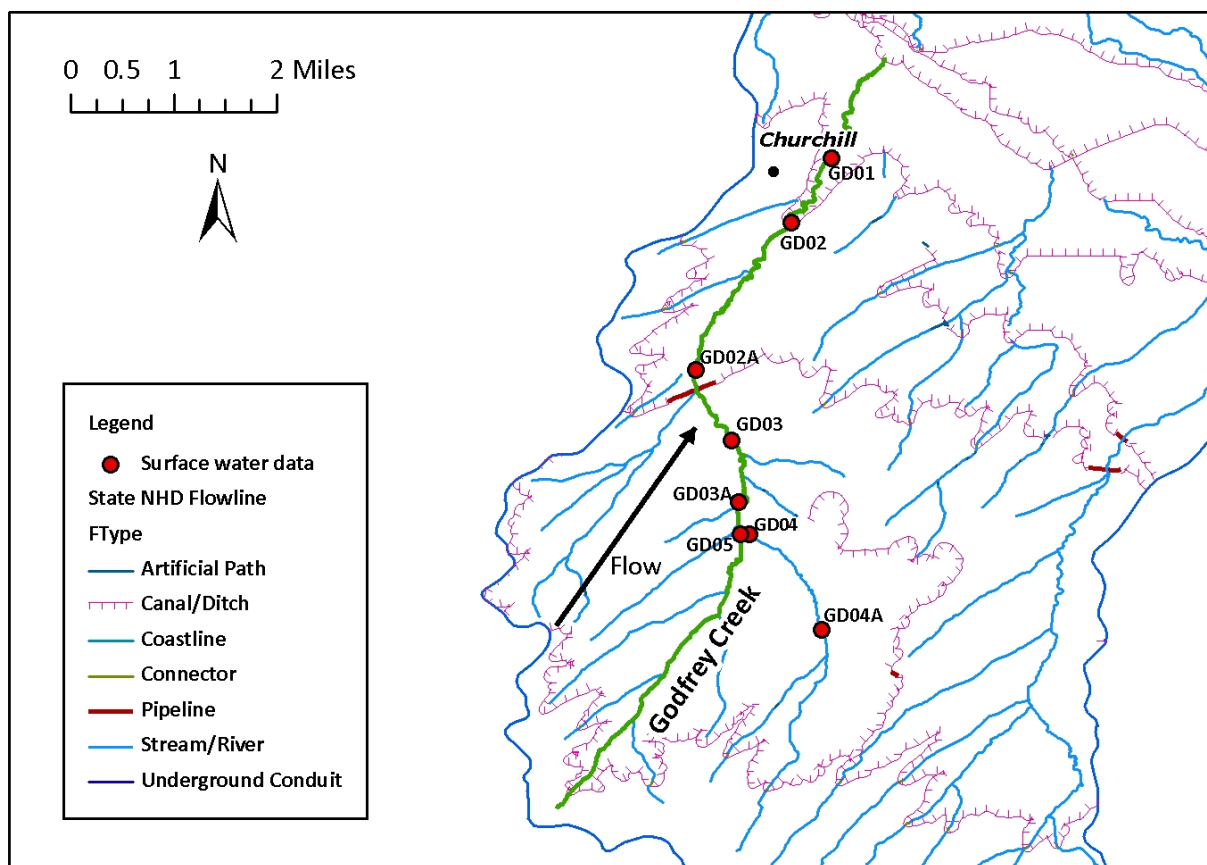 0 0.5 1 2 Miles
N
Churchill
GD01
GD02
GD02A
GD03
GD03A
GD04
GD05
GD04A
Flow
Godfrey Creek
Legend
Surface water data
State NHD Flowline
FType
Artificial Path
Canal/Ditch
Coastline
Connector
Pipeline
Stream/River
Underground Conduit